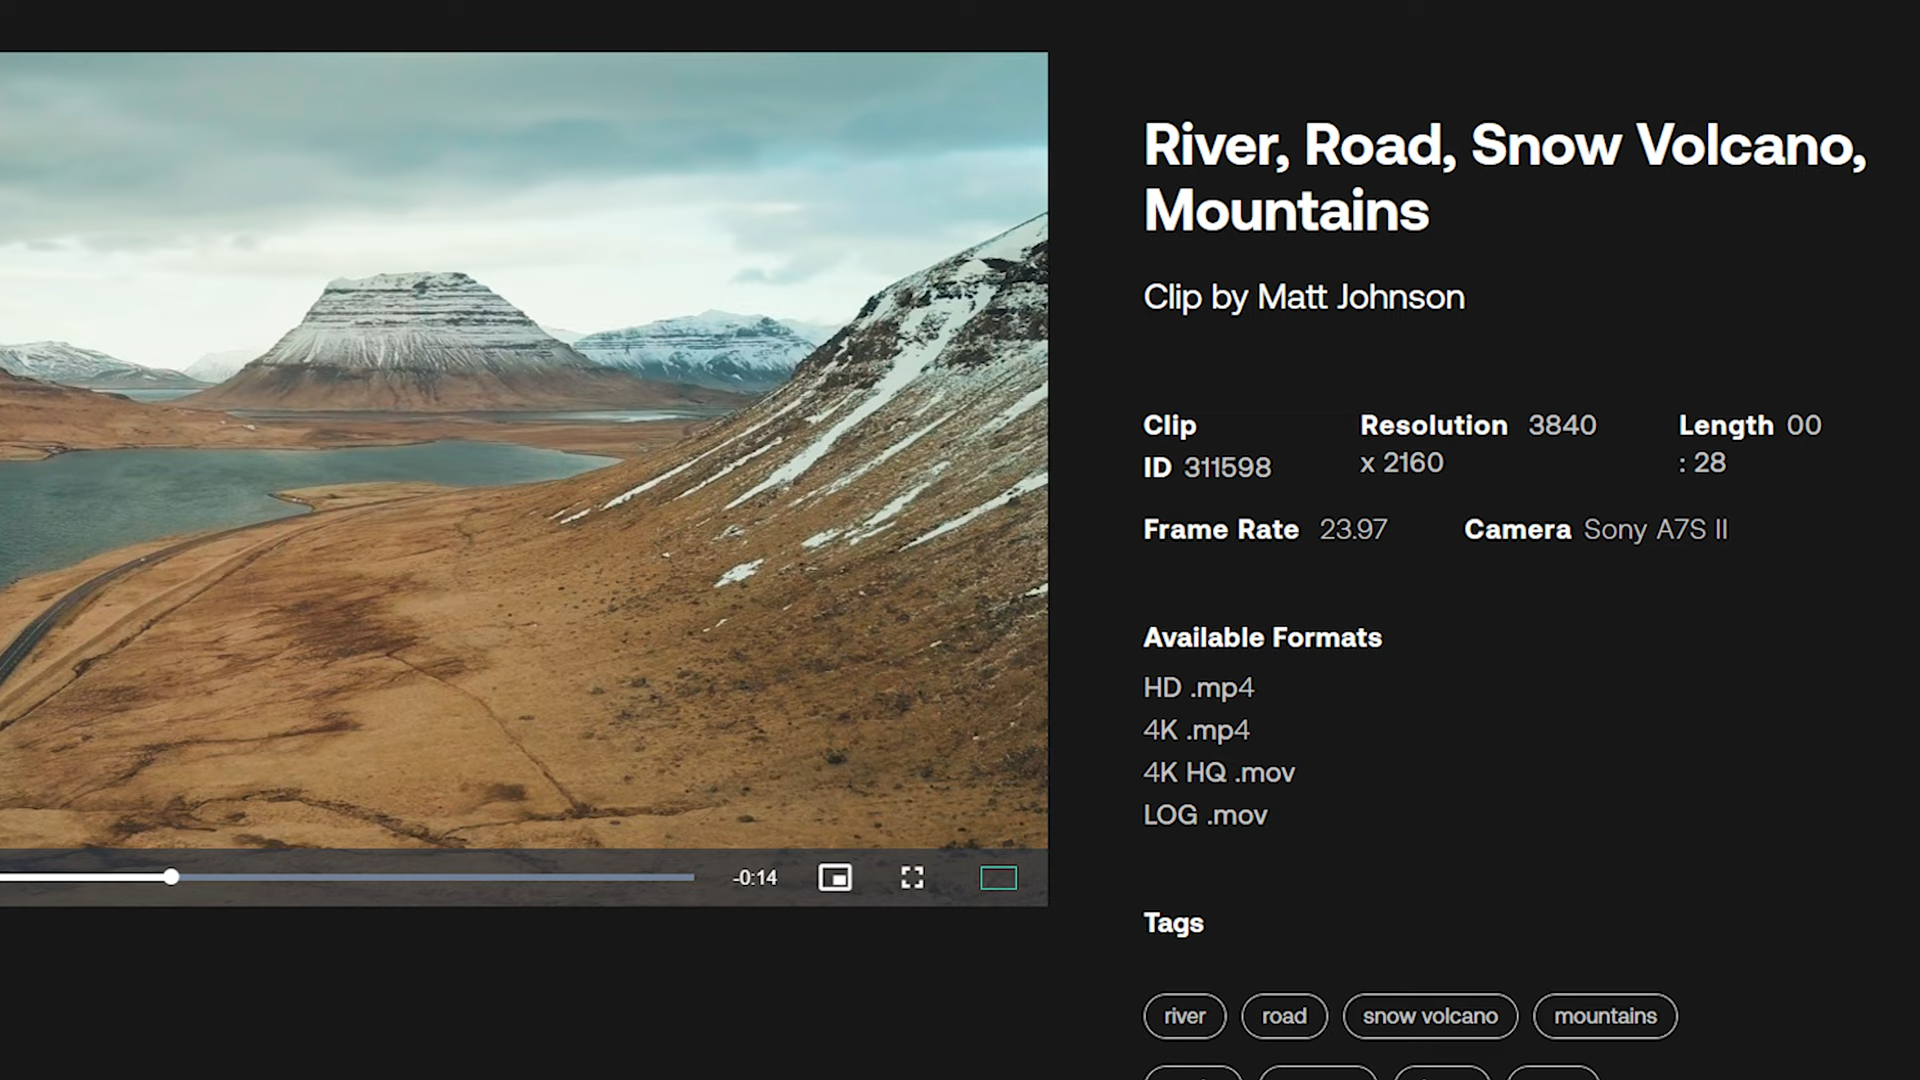 River, Road, Snow Volcano,
Mountains
Clip by Matt Johnson
Clip
ID 311598
Resolution 3840
x 2160
Length 00
: 28
Frame Rate 23.97
Camera Sony A7S II
Available Formats
HD .mp4
4K .mp4
4K HQ .mov
LOG .mov
-0:14
Tags
river
road
snow volcano
mountains